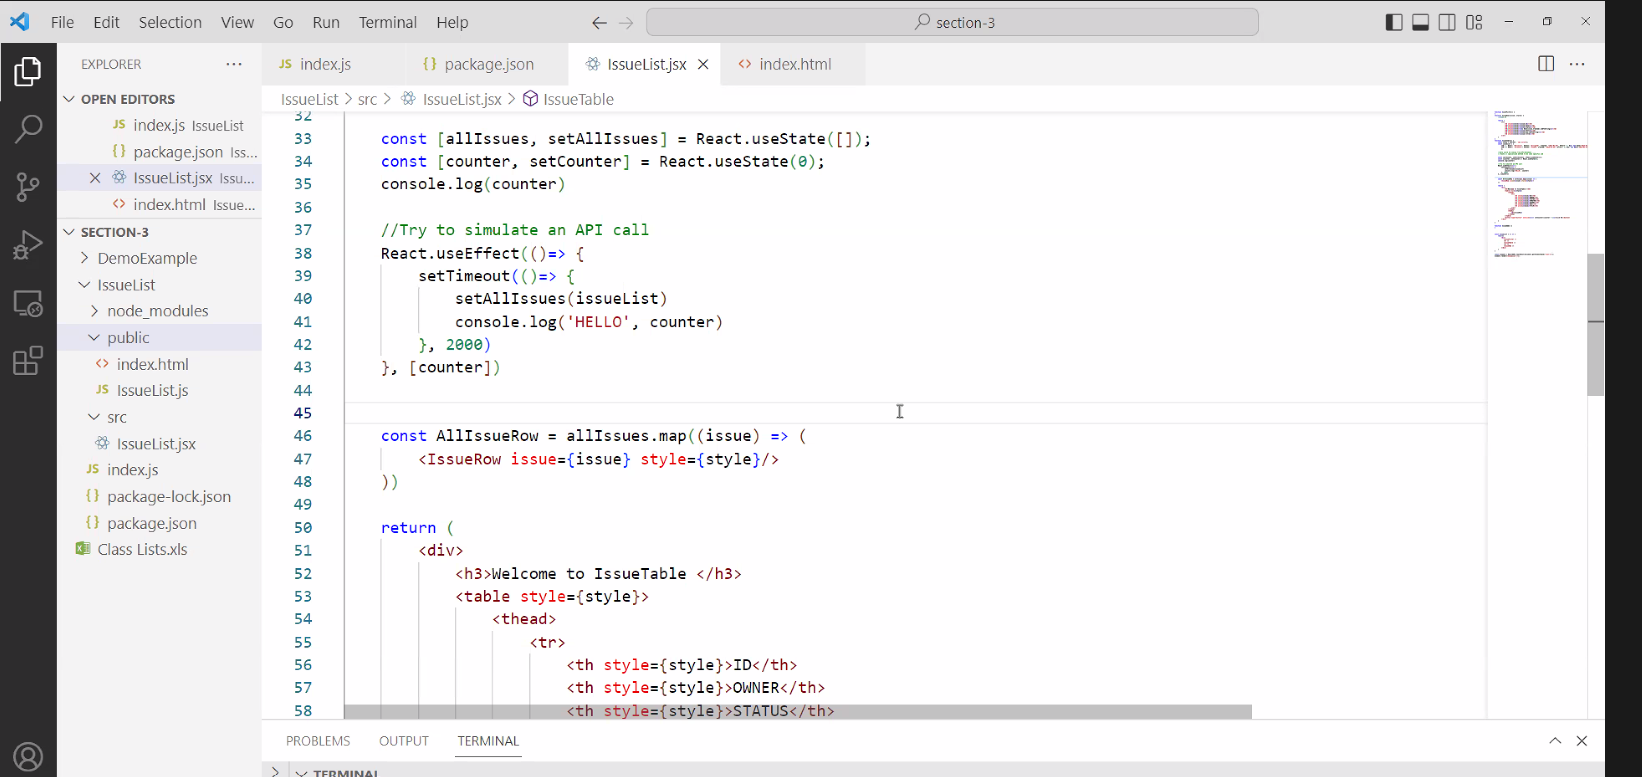 File Edit Selection View Go Run Terminal Help
section-3
EXPLORER
OPEN EDITORS
JS index.js IssueList
{} package.json Iss...
IssueList.jsx Issu...
<> index.html Issue...
SECTION-3
DemoExample
IssueList
node_modules
public
<> index.html
JS IssueList.js
src
IssueList.jsx
JS index.js
{} package-lock.json
{} package.json
Class Lists.xls
JS index.js
{} package.json
IssueList.jsx
<> index.html
IssueList > src > IssueList.jsx > IssueTable
32
33 const [allIssues, setAllIssues] = React.useState([]);
34 const [counter, setCounter] = React.useState(0);
35 console.log(counter)
36
37 //Try to simulate an API call
38 React.useEffect(()=> {
39 setTimeout(()=> {
40 setAllIssues(issueList)
41 console.log('HELLO', counter)
42 }, 2000)
43 }, [counter])
44
45
46 const AllIssueRow = allIssues.map((issue) => (
47 <IssueRow issue={issue} style={style}/>
48 ))
49
50 return (
51 <div>
52 <h3>Welcome to IssueTable </h3>
53 <table style={style}>
54 <thead>
55 <tr>
56 <th style={style}>ID</th>
57 <th style={style}>OWNER</th>
58 <th style={style}>STATUS</th>
PROBLEMS OUTPUT TERMINAL
TERMINAL